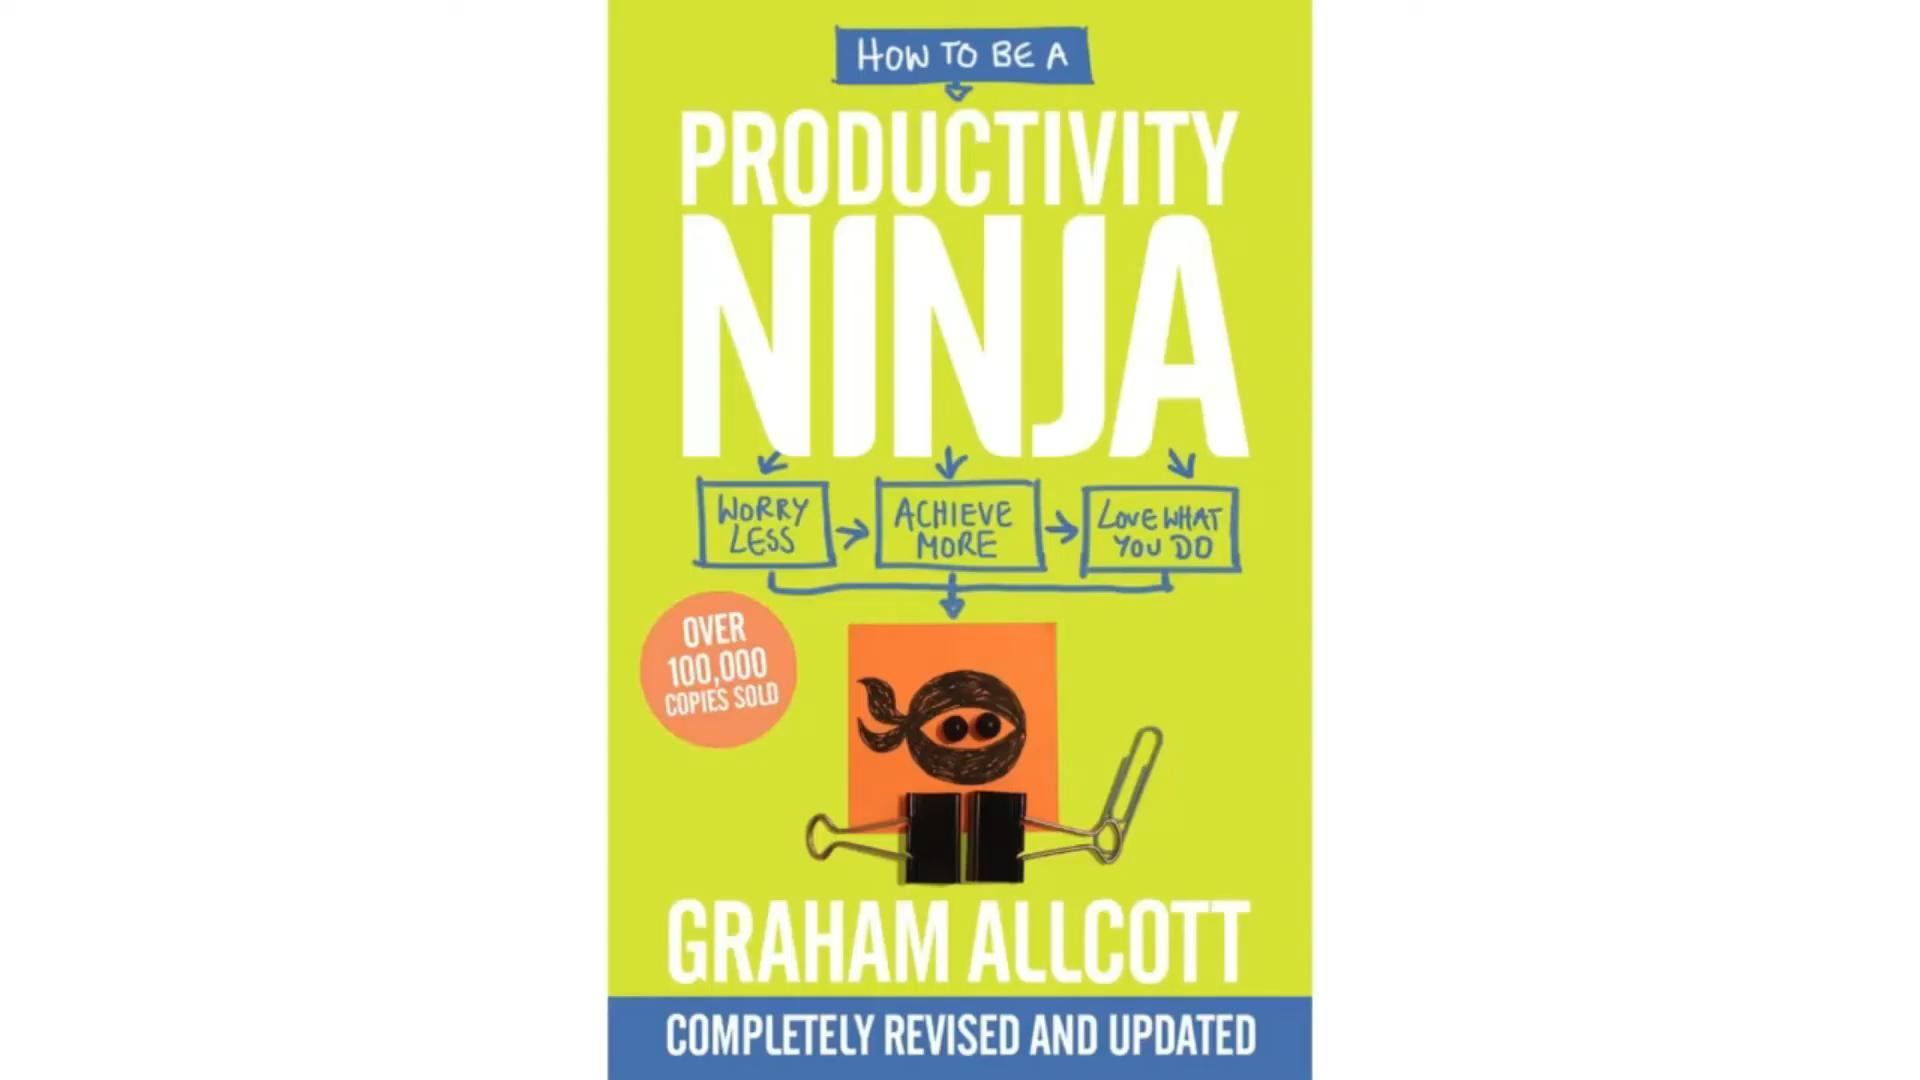 HOW TO BE A
PRODUCTIVITY
NINJA
WORRY
LESS
ACHIEVE
MORE
LOVE WHAT
YOU DO
OVER
100,000
COPIES SOLD
GRAHAM ALLCOTT
COMPLETELY REVISED AND UPDATED